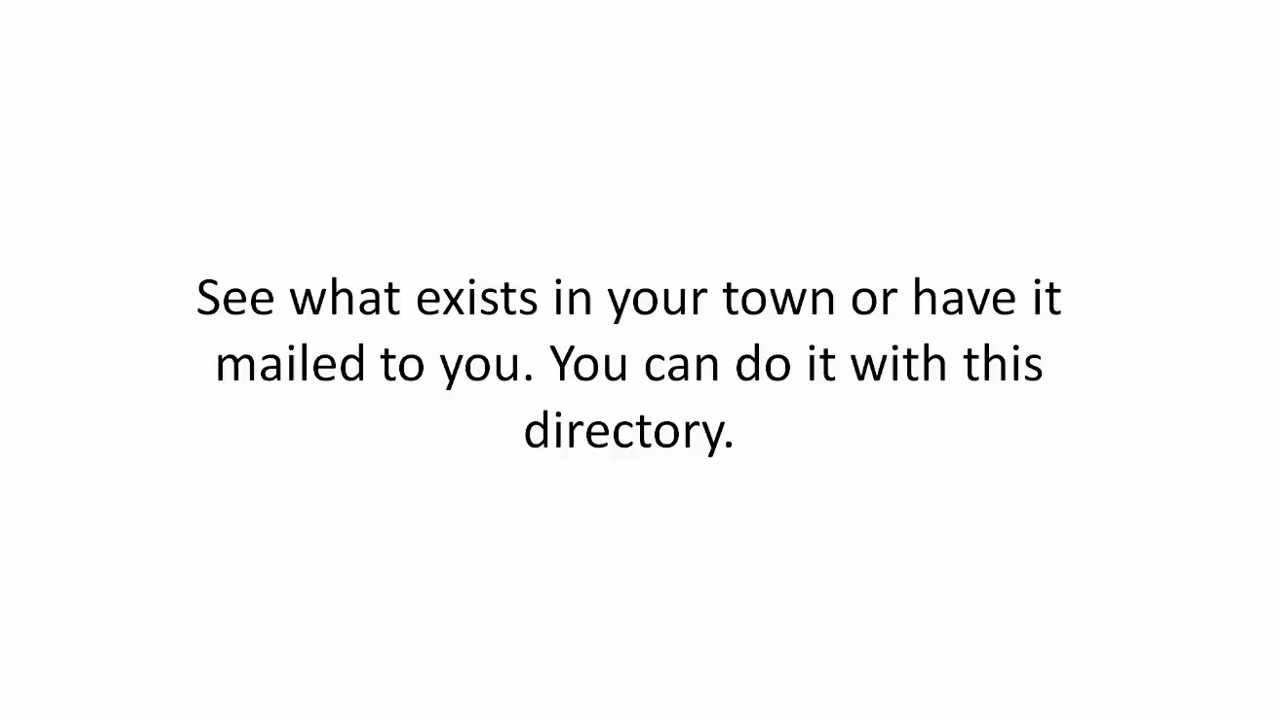 See what exists in your town or have it
mailed to you. You can do it with this
directory.